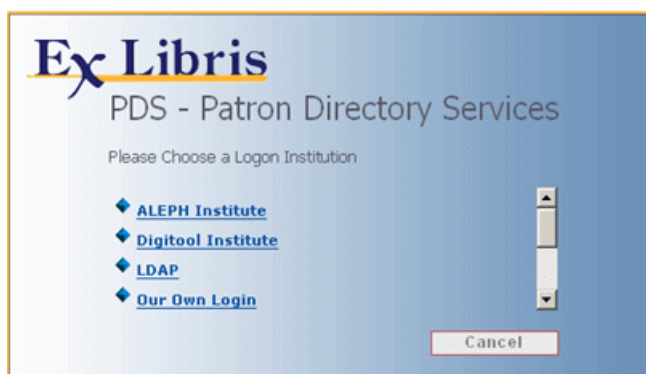 Ex Libris
PDS - Patron Directory Services
Please Choose a Logon Institution
ALEPH Institute
Digitool Institute
LDAP
Our Own Login
Cancel